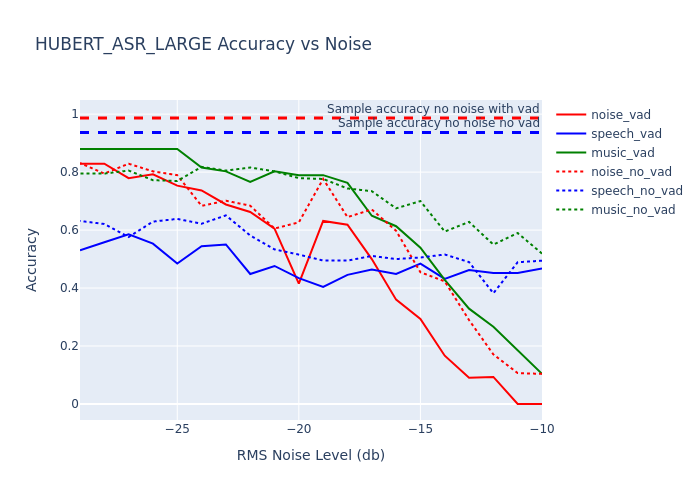 HUBERT_ASR_LARGE Accuracy vs Noise
Sample accuracy no noise with vad
Sample accuracy no noise no vad
1
0.8
0.6
0.4
0.2
0
Accuracy
−25
−20
−15
−10
RMS Noise Level (db)
noise_vad
speech_vad
music_vad
noise_no_vad
speech_no_vad
music_no_vad